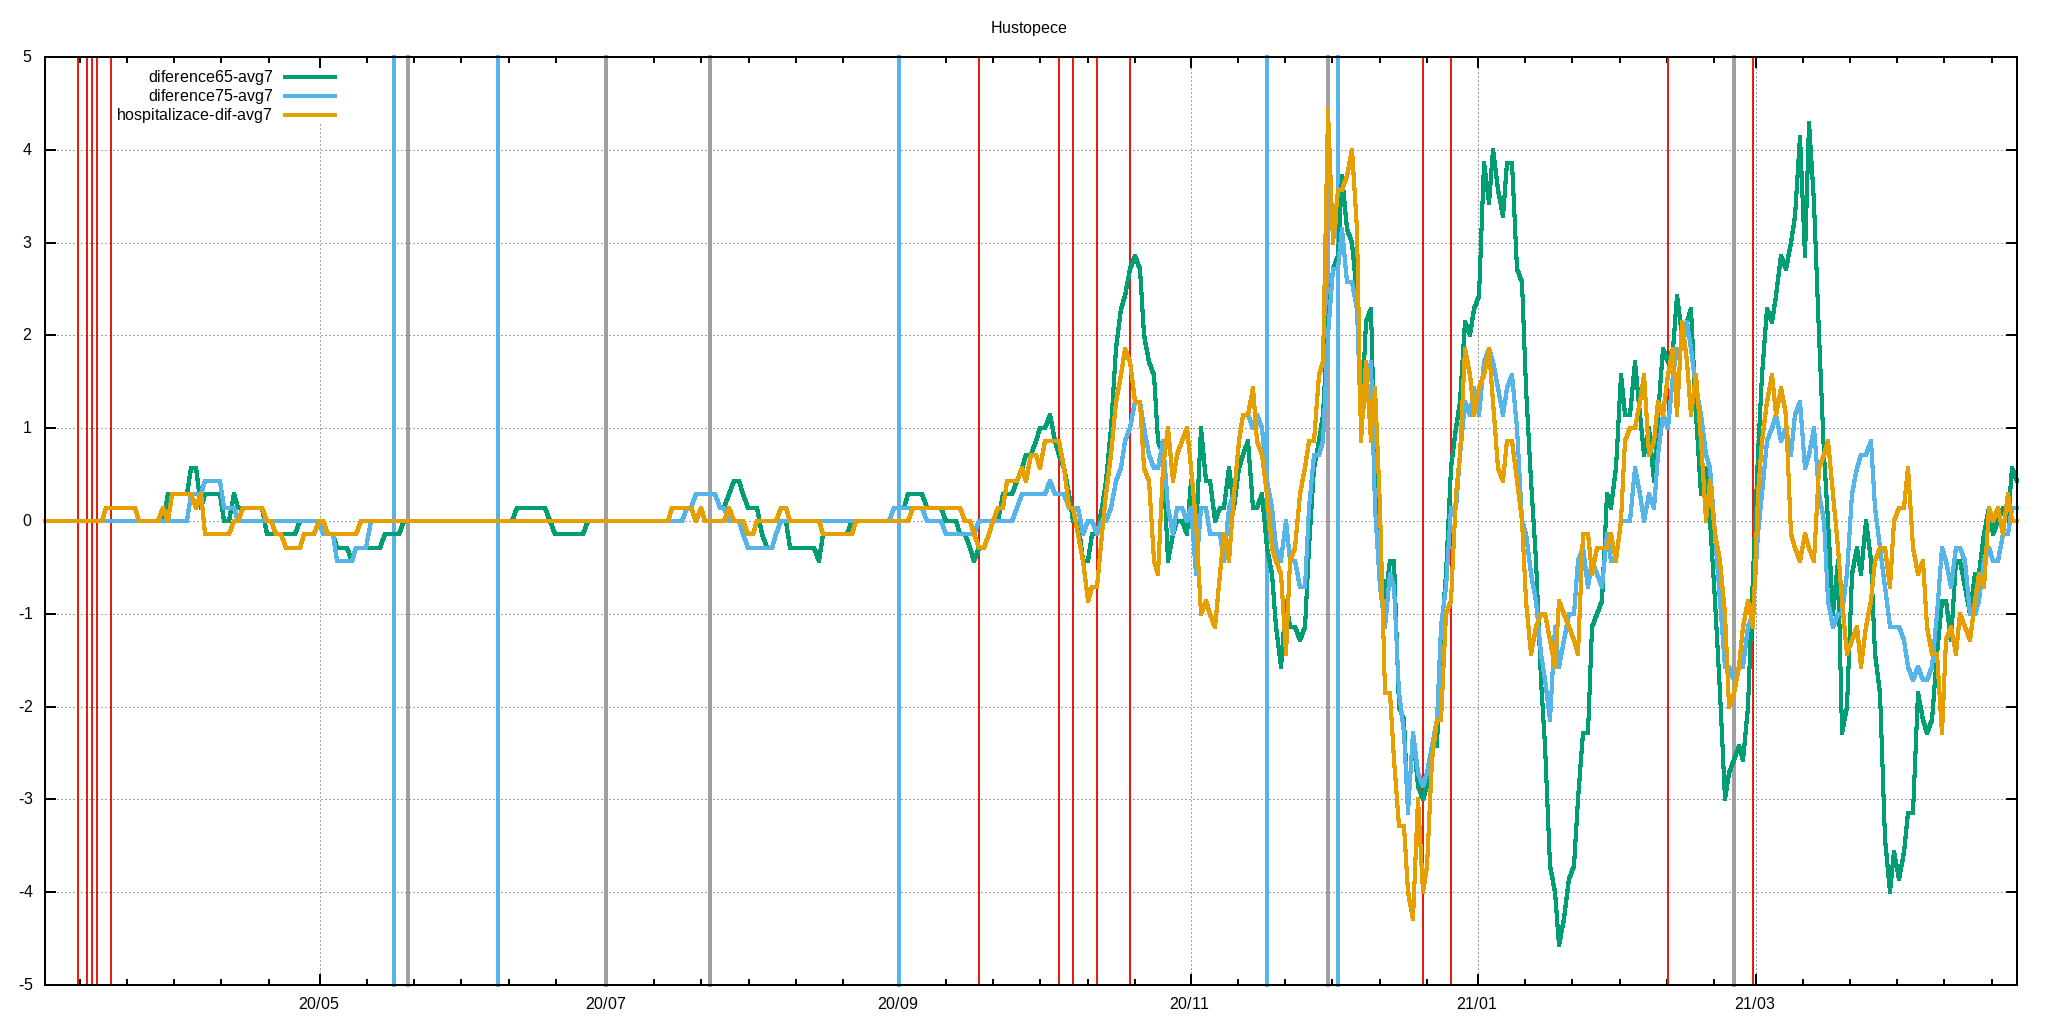 Hustopece
diference65-avg7
diference75-avg7
hospitalizace-dif-avg7
5
4
3
2
1
0
-1
-2
-3
-4
-5
20/05 20/07 20/09 20/11 21/01 21/03